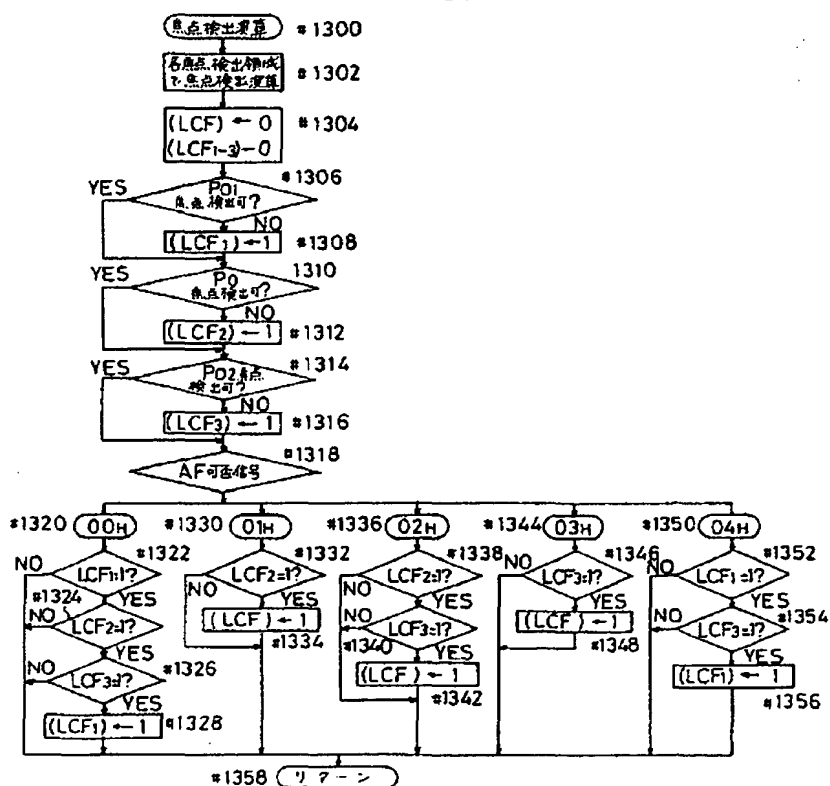 焦点検出演算 #1300
各焦点検出領域 #1302
で焦点検出演算
(LCF) ← 0 #1304
(LCF1-3)←0
#1306
YES P01
焦点検出可?
NO
(LCF1)←1 #1308
YES 1310
P0
焦点検出可?
NO
(LCF2)←1 #1312
#1314
YES P02焦点
検出可?
NO
(LCF3)←1 #1316
#1318
AF可否信号
#1320 00H #1330 01H #1336 02H #1344 03H #1350 04H
#1322 #1332 #1338 #1346 #1352
NO LCF1=1? LCF2=1? LCF2=1? LCF3=1? LCF1=1?
#1324 YES NO YES NO YES NO YES NO YES #1354
NO LCF2=1? (LCF)←1 NO LCF3=1? (LCF)←1 NO LCF3=1?
YES #1334 #1340 YES #1348 YES
NO #1326 (LCF)←1 (LCF1)←1
LCF3=1? #1342 #1356
YES
(LCF1)←1 #1328
#1358 リターン